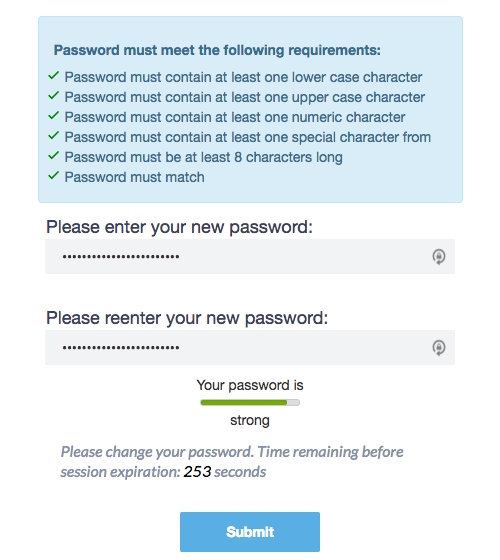 Password must meet the following requirements:
✓ Password must contain at least one lower case character
✓ Password must contain at least one upper case character
✓ Password must contain at least one numeric character
✓ Password must contain at least one special character from
✓ Password must be at least 8 characters long
✓ Password must match
Please enter your new password:
••••••••••••••••••••••••
Please reenter your new password:
••••••••••••••••••••••••
Your password is
strong
Please change your password. Time remaining before
session expiration: 253 seconds
Submit